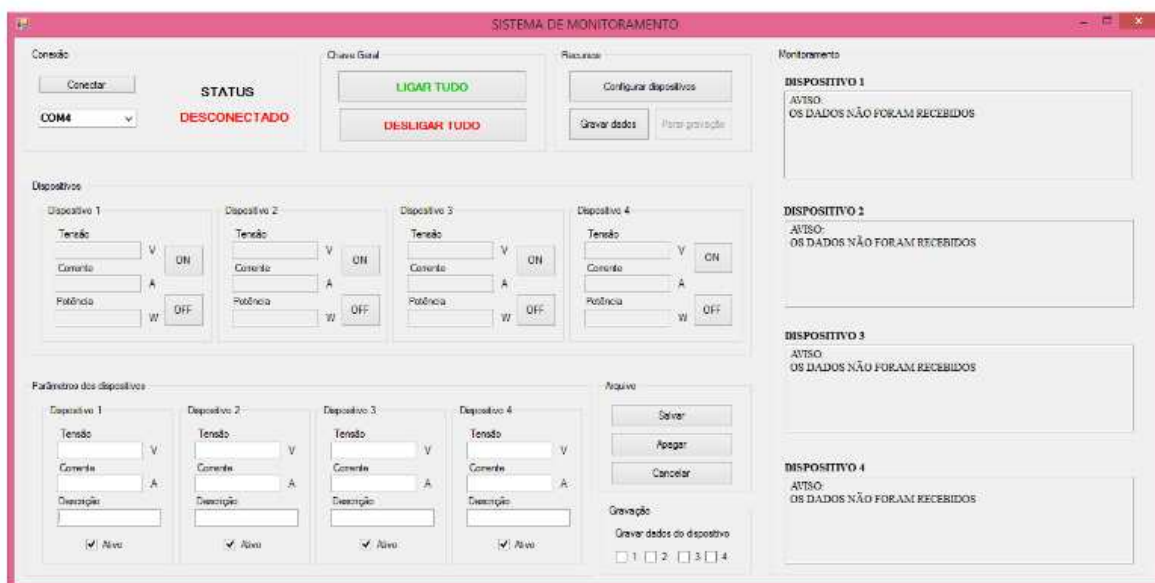 SISTEMA DE MONITORAMENTO
Conexão
Conectar
COM4
STATUS
DESCONECTADO
Chave Geral
LIGAR TUDO
DESLIGAR TUDO
Recursos
Configurar dispositivos
Gravar dados
Parar gravação
Dispositivos
Dispositivo 1
Tensão
V
Corrente
A
Potência
W
ON
OFF
Dispositivo 2
Tensão
V
Corrente
A
Potência
W
ON
OFF
Dispositivo 3
Tensão
V
Corrente
A
Potência
W
ON
OFF
Dispositivo 4
Tensão
V
Corrente
A
Potência
W
ON
OFF
Parâmetros dos dispositivos
Dispositivo 1
Tensão
V
Corrente
A
Descrição
Ativo
Dispositivo 2
Tensão
V
Corrente
A
Descrição
Ativo
Dispositivo 3
Tensão
V
Corrente
A
Descrição
Ativo
Dispositivo 4
Tensão
V
Corrente
A
Descrição
Ativo
Arquivo
Salvar
Apagar
Cancelar
Gravação
Gravar dados do dispositivo
1 2 3 4
Monitoramento
DISPOSITIVO 1
AVISO:
OS DADOS NÃO FORAM RECEBIDOS
DISPOSITIVO 2
AVISO:
OS DADOS NÃO FORAM RECEBIDOS
DISPOSITIVO 3
AVISO:
OS DADOS NÃO FORAM RECEBIDOS
DISPOSITIVO 4
AVISO:
OS DADOS NÃO FORAM RECEBIDOS